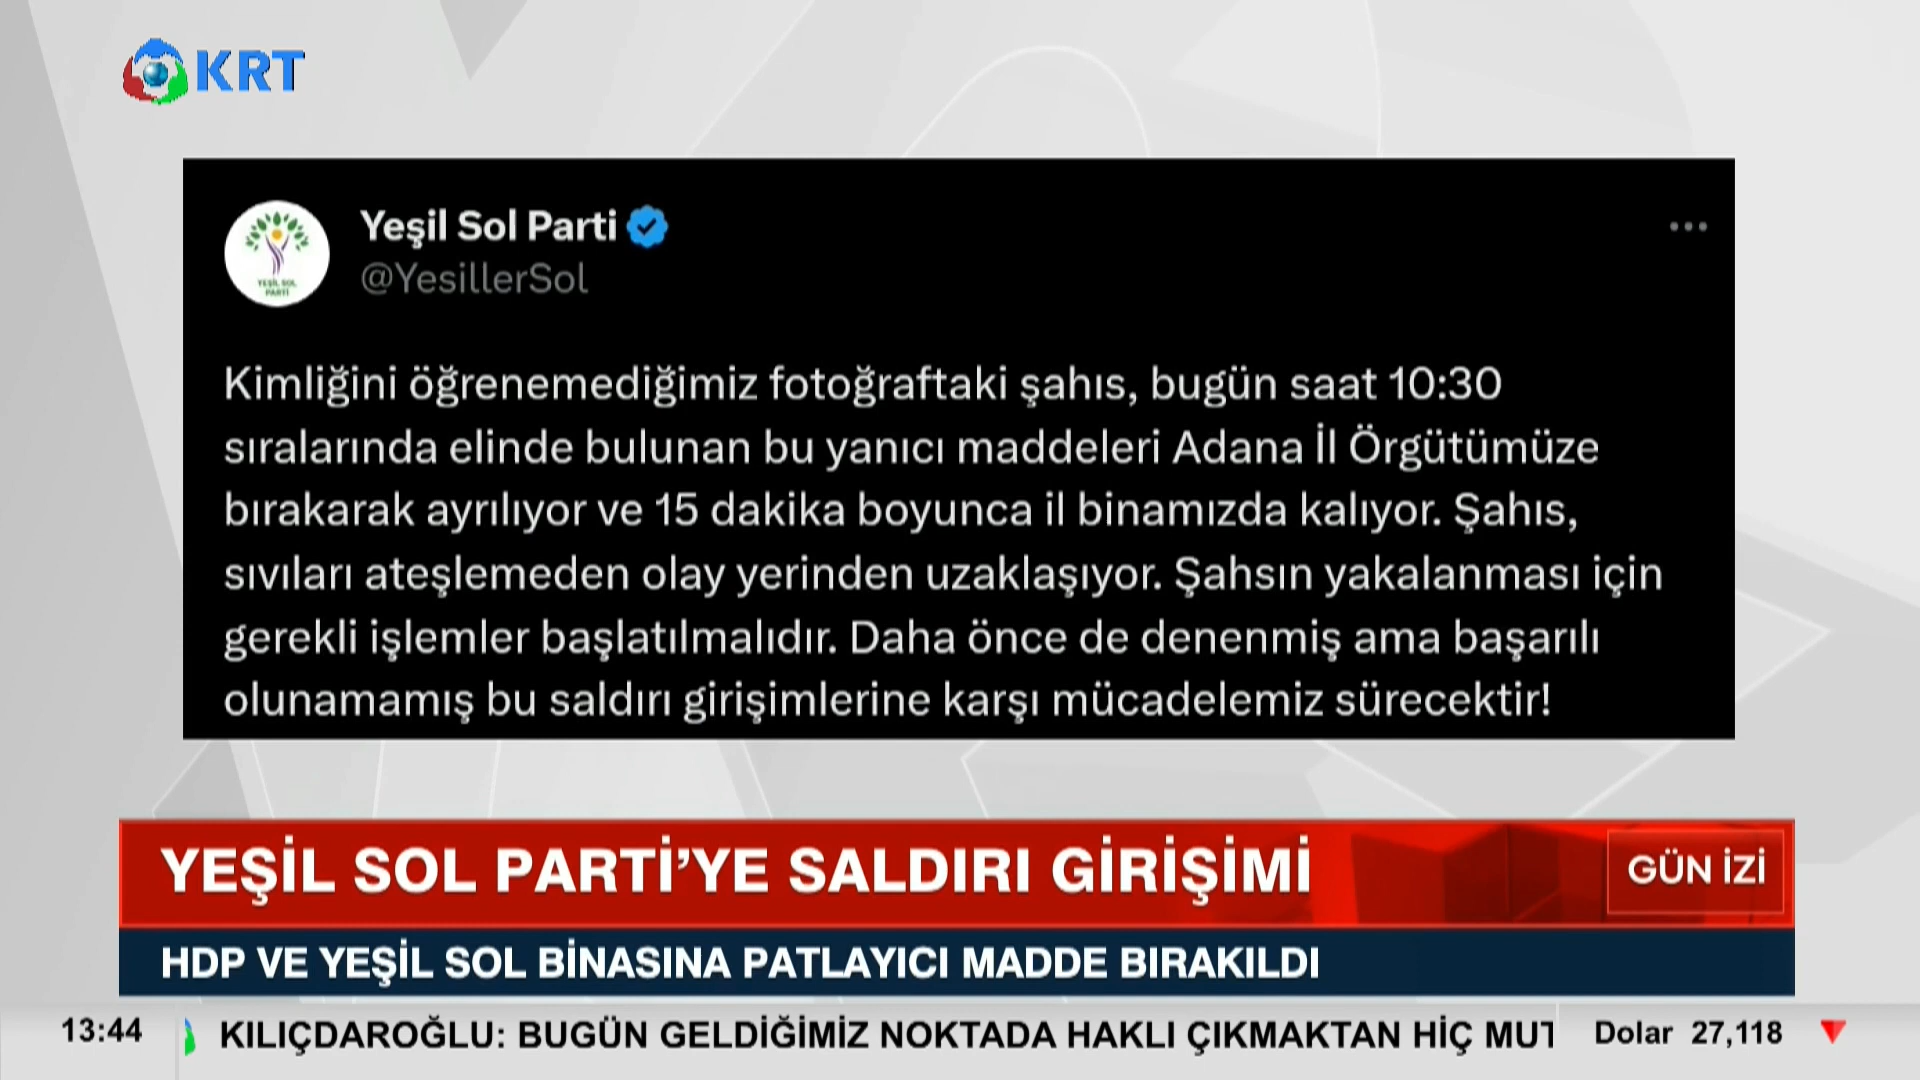 KRT
Yeşil Sol Parti
@YesillerSol
YEŞİL SOL
PARTİ
Kimliğini öğrenemediğimiz fotoğraftaki şahıs, bugün saat 10:30
sıralarında elinde bulunan bu yanıcı maddeleri Adana İl Örgütümüze
bırakarak ayrılıyor ve 15 dakika boyunca il binamızda kalıyor. Şahıs,
sıvıları ateşlemeden olay yerinden uzaklaşıyor. Şahsın yakalanması için
gerekli işlemler başlatılmalıdır. Daha önce de denenmiş ama başarılı
olunamamış bu saldırı girişimlerine karşı mücadelemiz sürecektir!
YEŞİL SOL PARTİ'YE SALDIRI GİRİŞİMİ
GÜN İZİ
HDP VE YEŞİL SOL BİNASINA PATLAYICI MADDE BIRAKILDI
13:44 KILIÇDAROĞLU: BUGÜN GELDİĞİMİZ NOKTADA HAKLI ÇIKMAKTAN HİÇ MUT Dolar 27,118